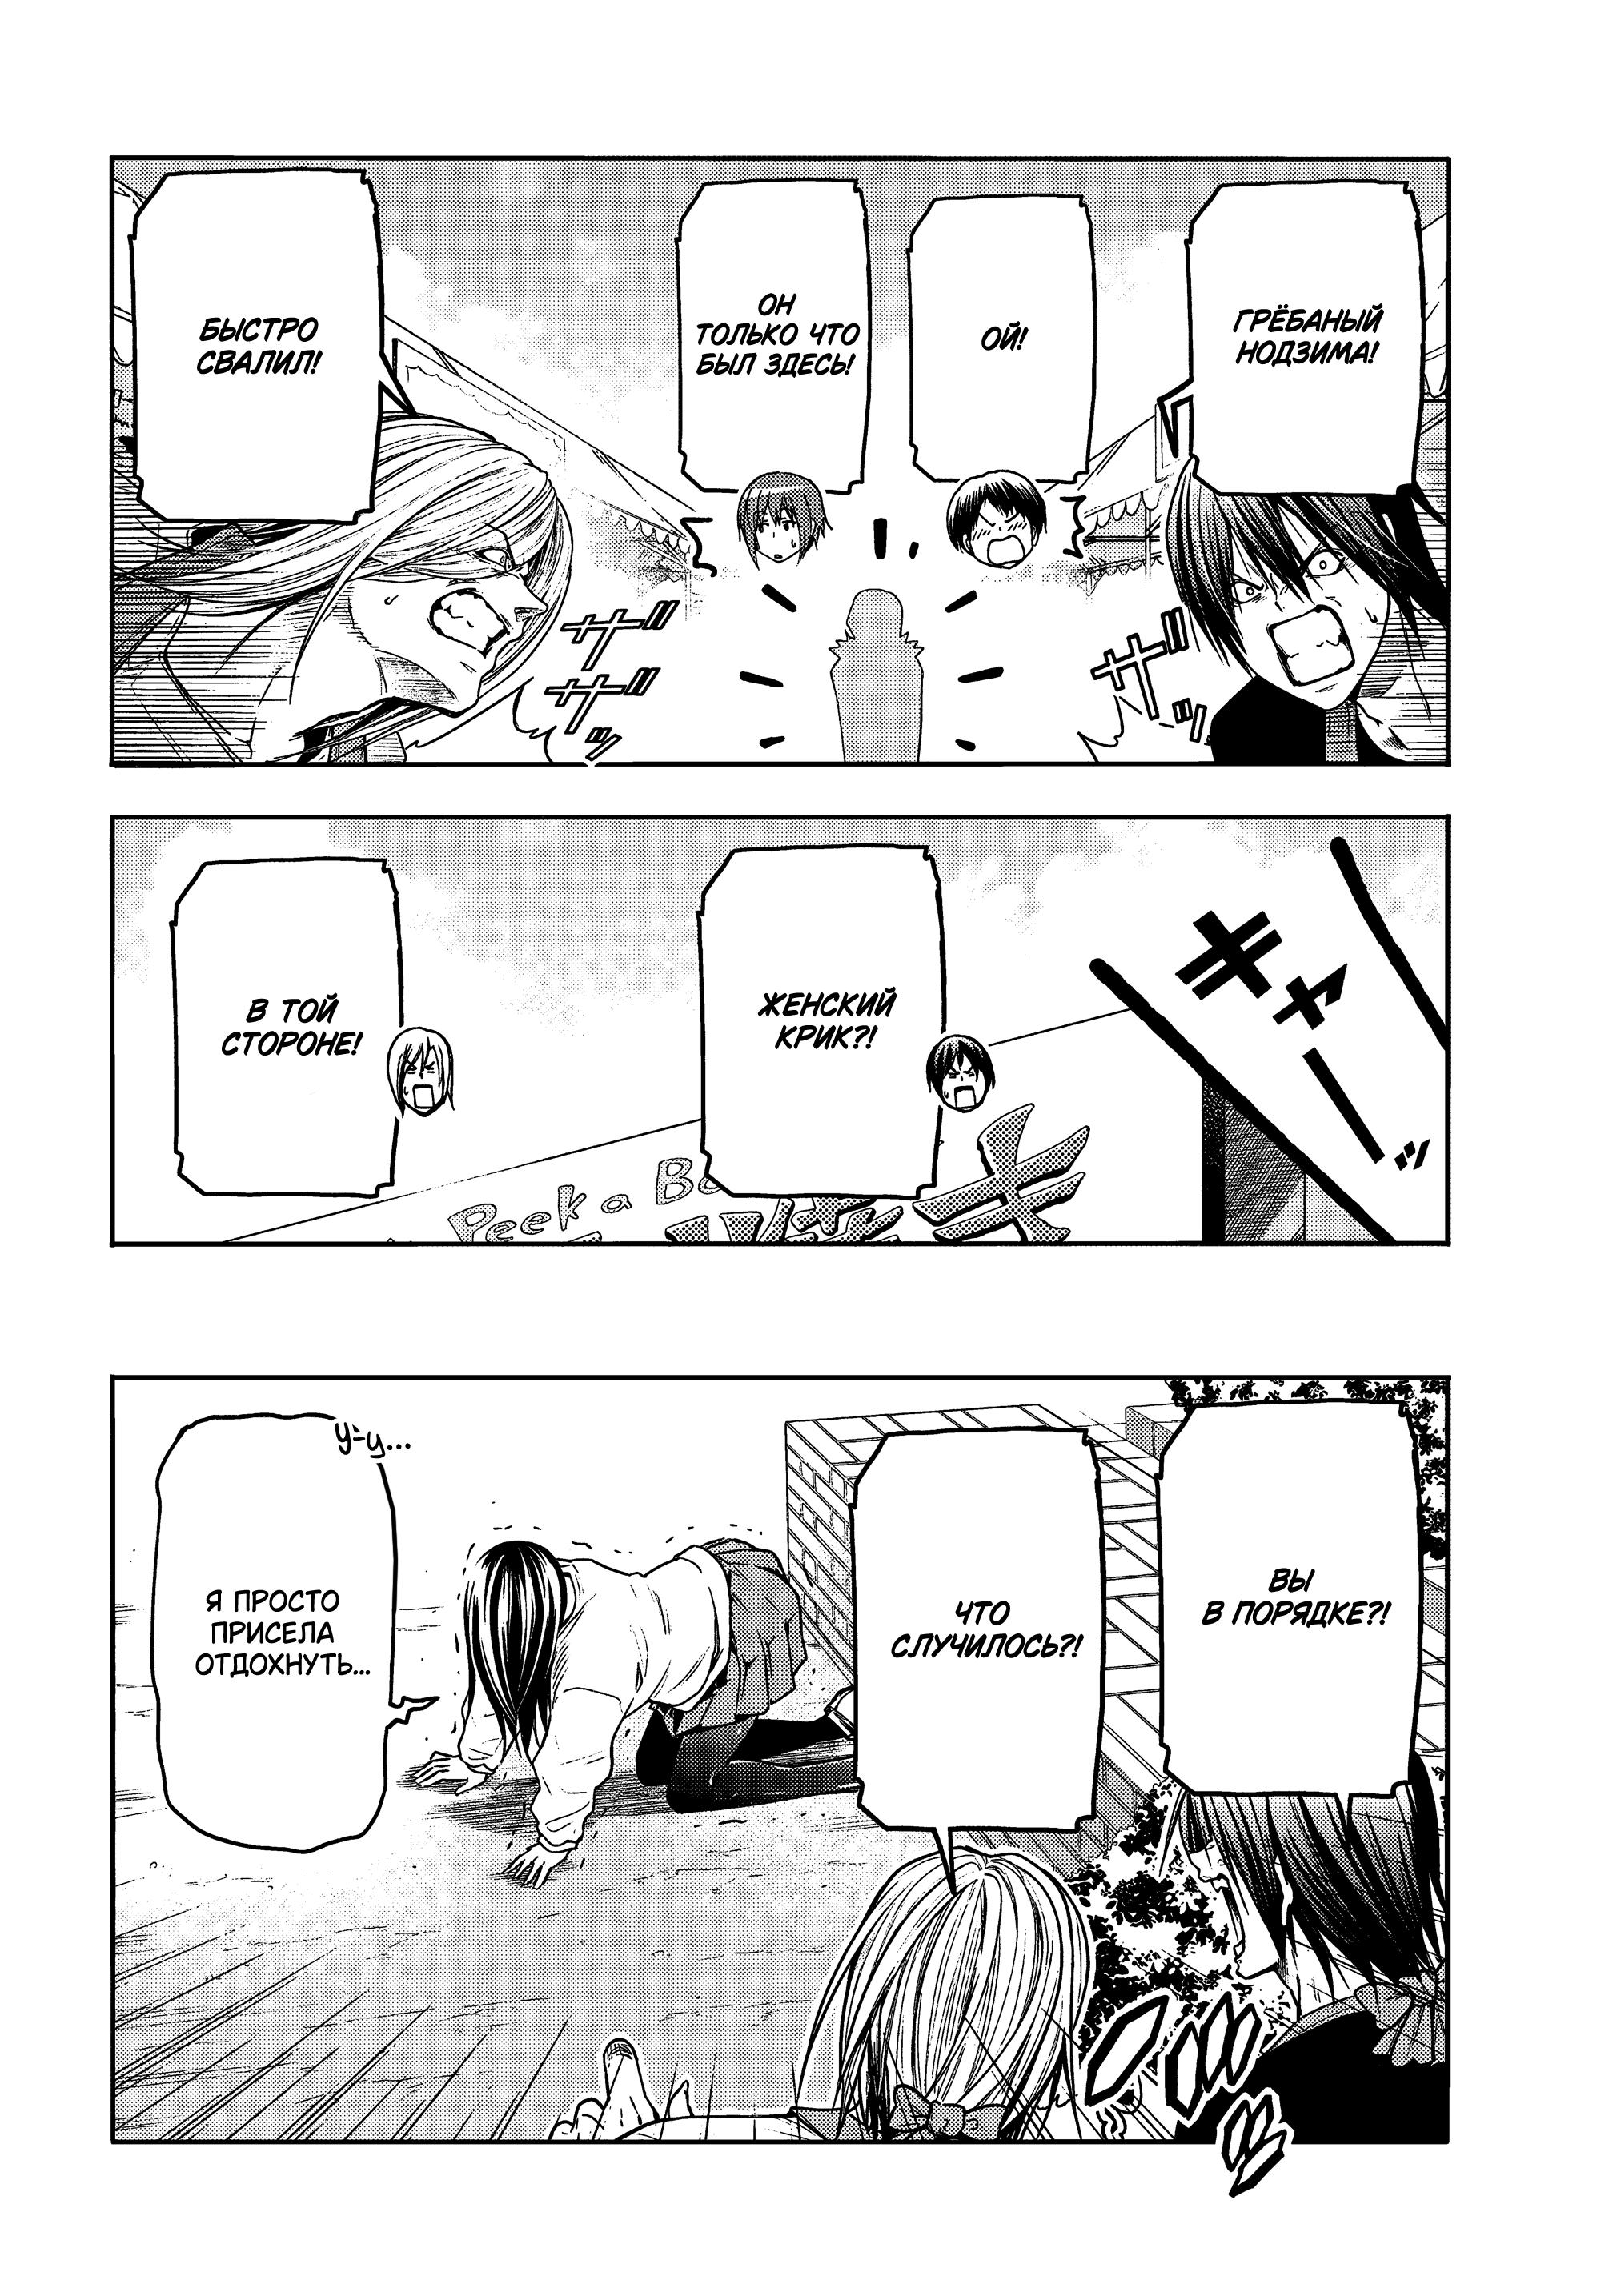 ГРЁБАНЫЙ
НОДЗИМА!
ОЙ!
ОН
ТОЛЬКО ЧТО
БЫЛ ЗДЕСЬ!
БЫСТРО
СВАЛИЛ!
ザザザッ
ザッ
キャーッ
ЖЕНСКИЙ
КРИК?!
В ТОЙ
СТОРОНЕ!
Peek a
ВЫ
В ПОРЯДКЕ?!
ЧТО
СЛУЧИЛОСЬ?!
У-у...
Я ПРОСТО
ПРИСЕЛА
ОТДОХНУТЬ...